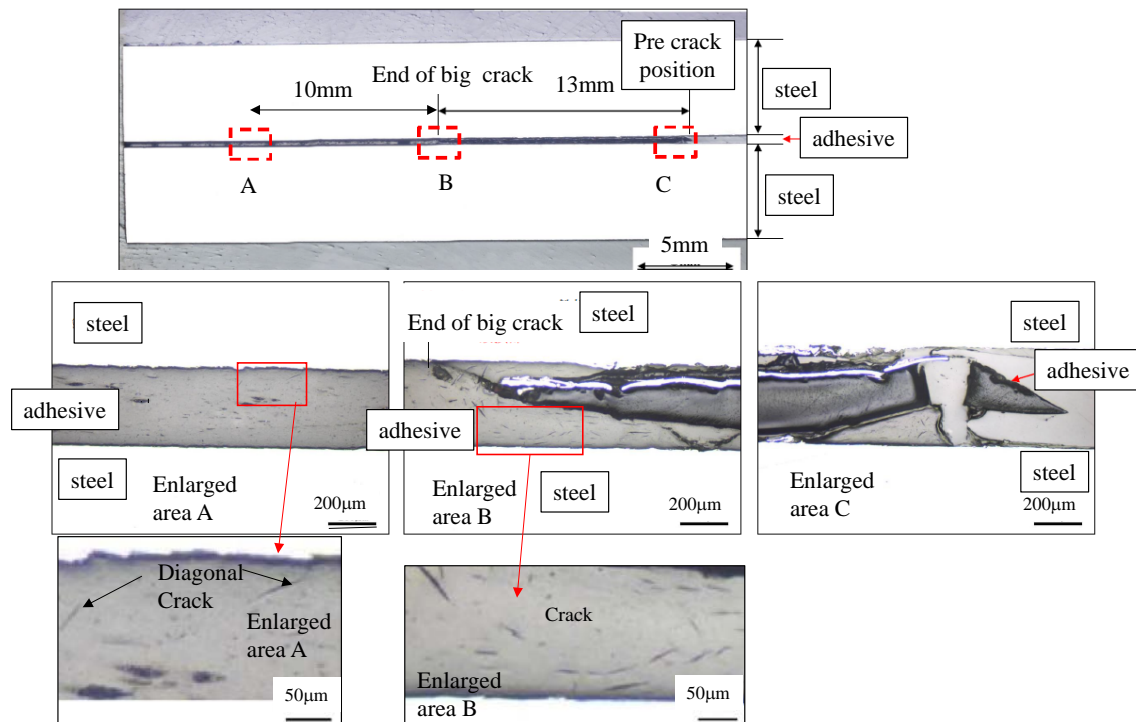 Pre crack
position
End of big crack
10mm
13mm
steel
adhesive
A
B
C
steel
5mm
steel
steel
steel
End of big crack
adhesive
adhesive
adhesive
steel
steel
steel
Enlarged
area A
200μm
Enlarged
area B
200μm
Enlarged
area C
200μm
Diagonal
Crack
Enlarged
area A
50μm
Crack
Enlarged
area B
50μm